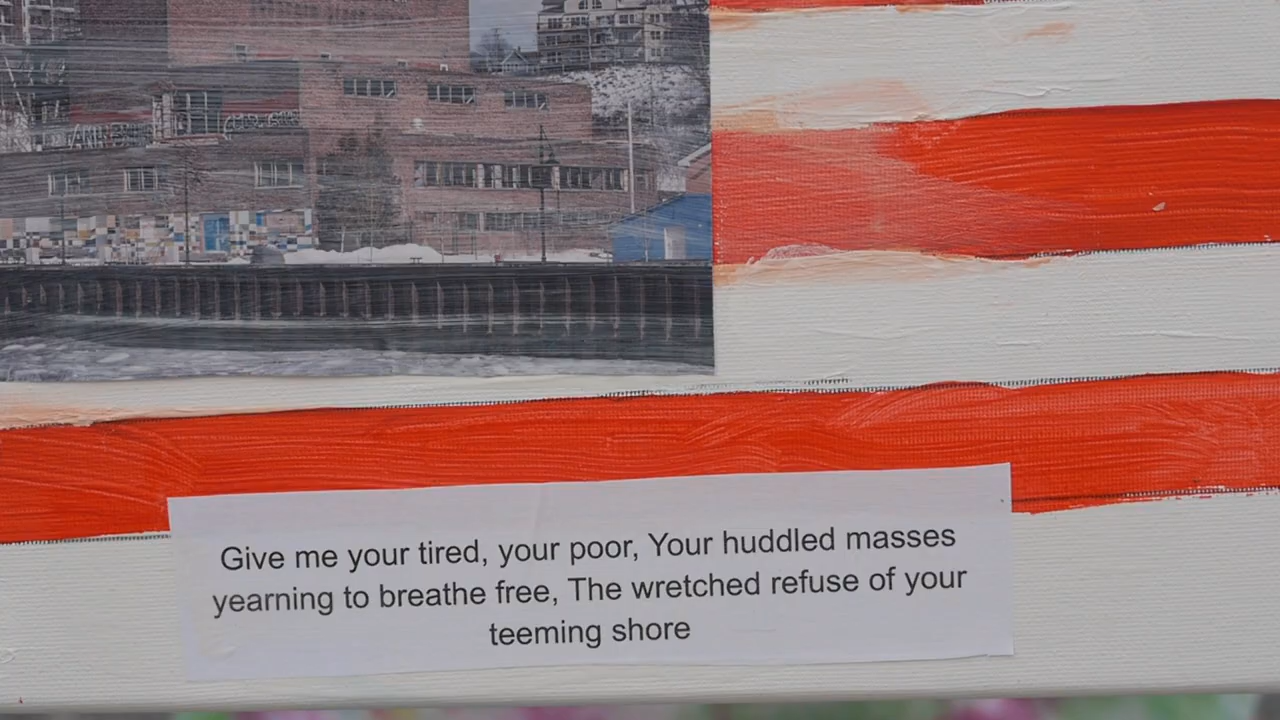 Give me your tired, your poor, Your huddled masses
yearning to breathe free, The wretched refuse of your
teeming shore